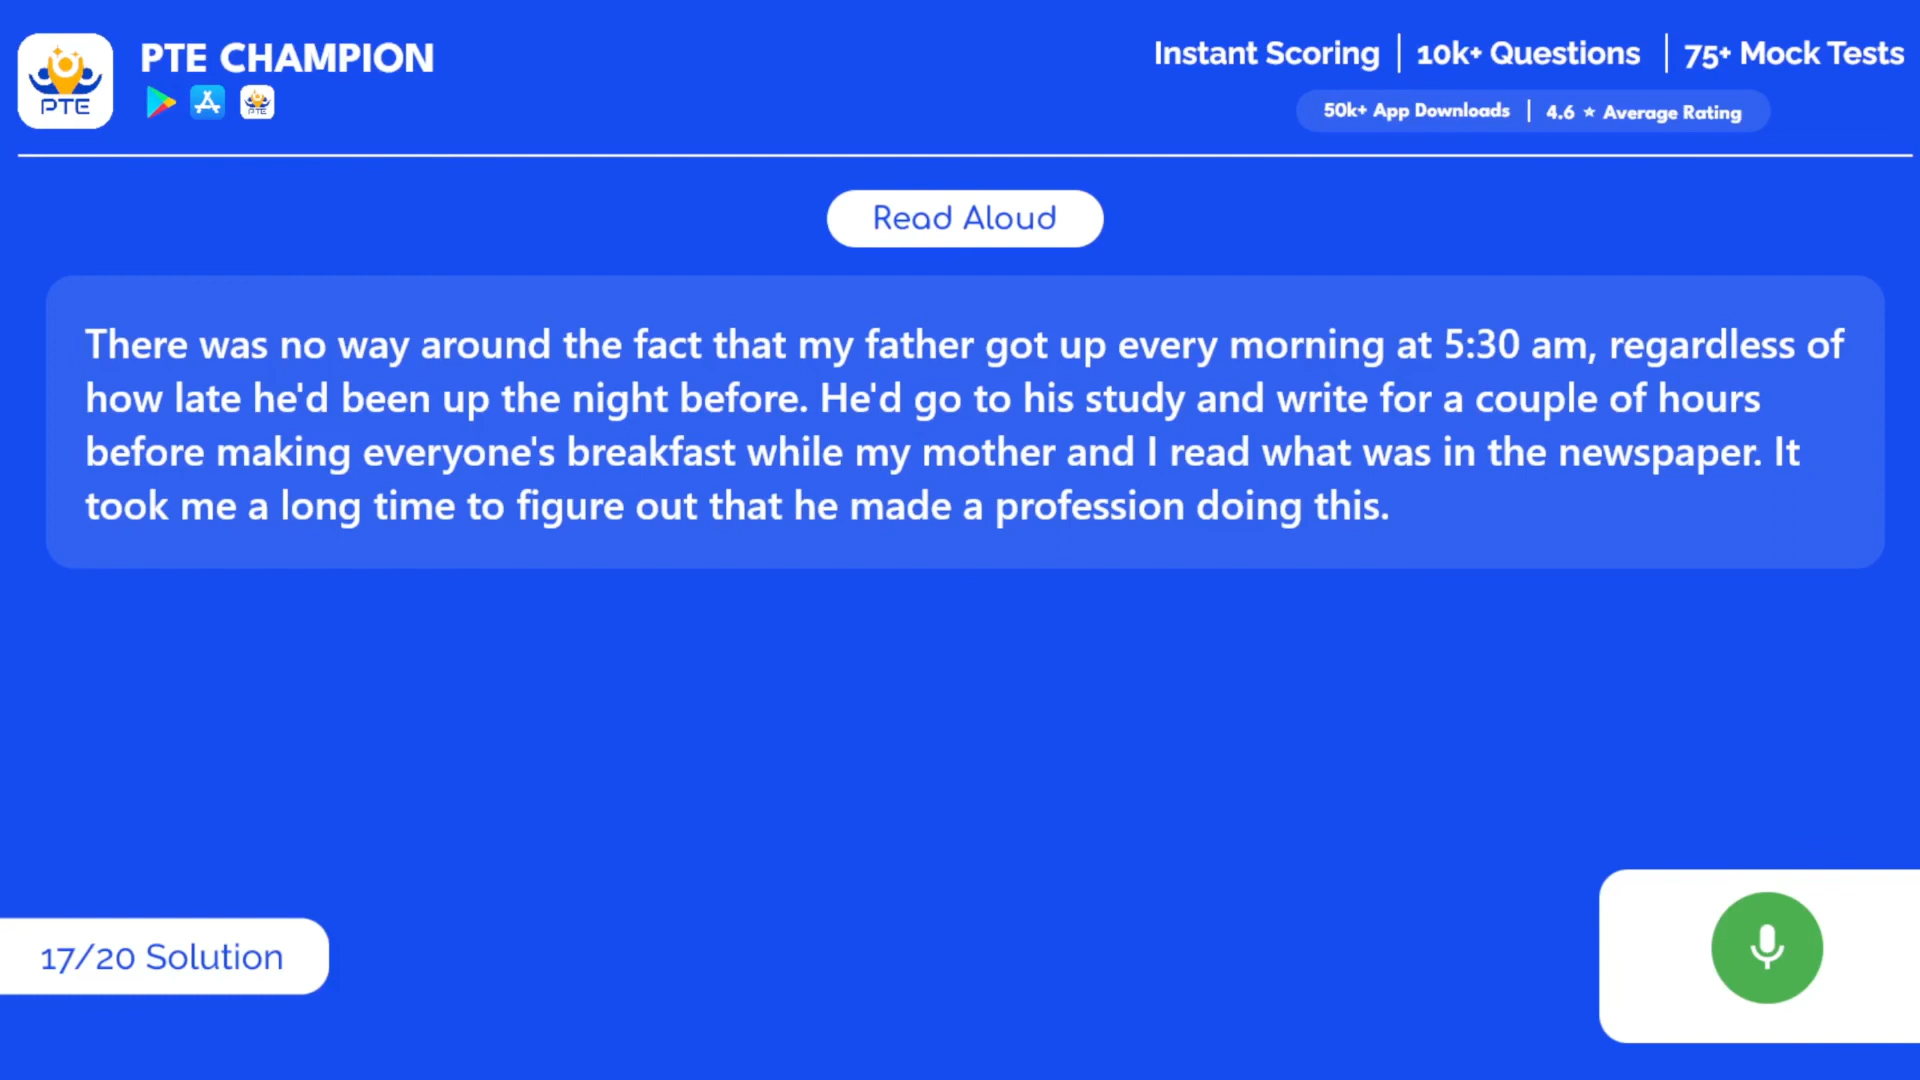 PTE CHAMPION
PTE
PTE
Instant Scoring | 10k+ Questions | 75+ Mock Tests
50k+ App Downloads | 4.6 ★ Average Rating
Read Aloud
There was no way around the fact that my father got up every morning at 5:30 am, regardless of
how late he'd been up the night before. He'd go to his study and write for a couple of hours
before making everyone's breakfast while my mother and I read what was in the newspaper. It
took me a long time to figure out that he made a profession doing this.
17/20 Solution